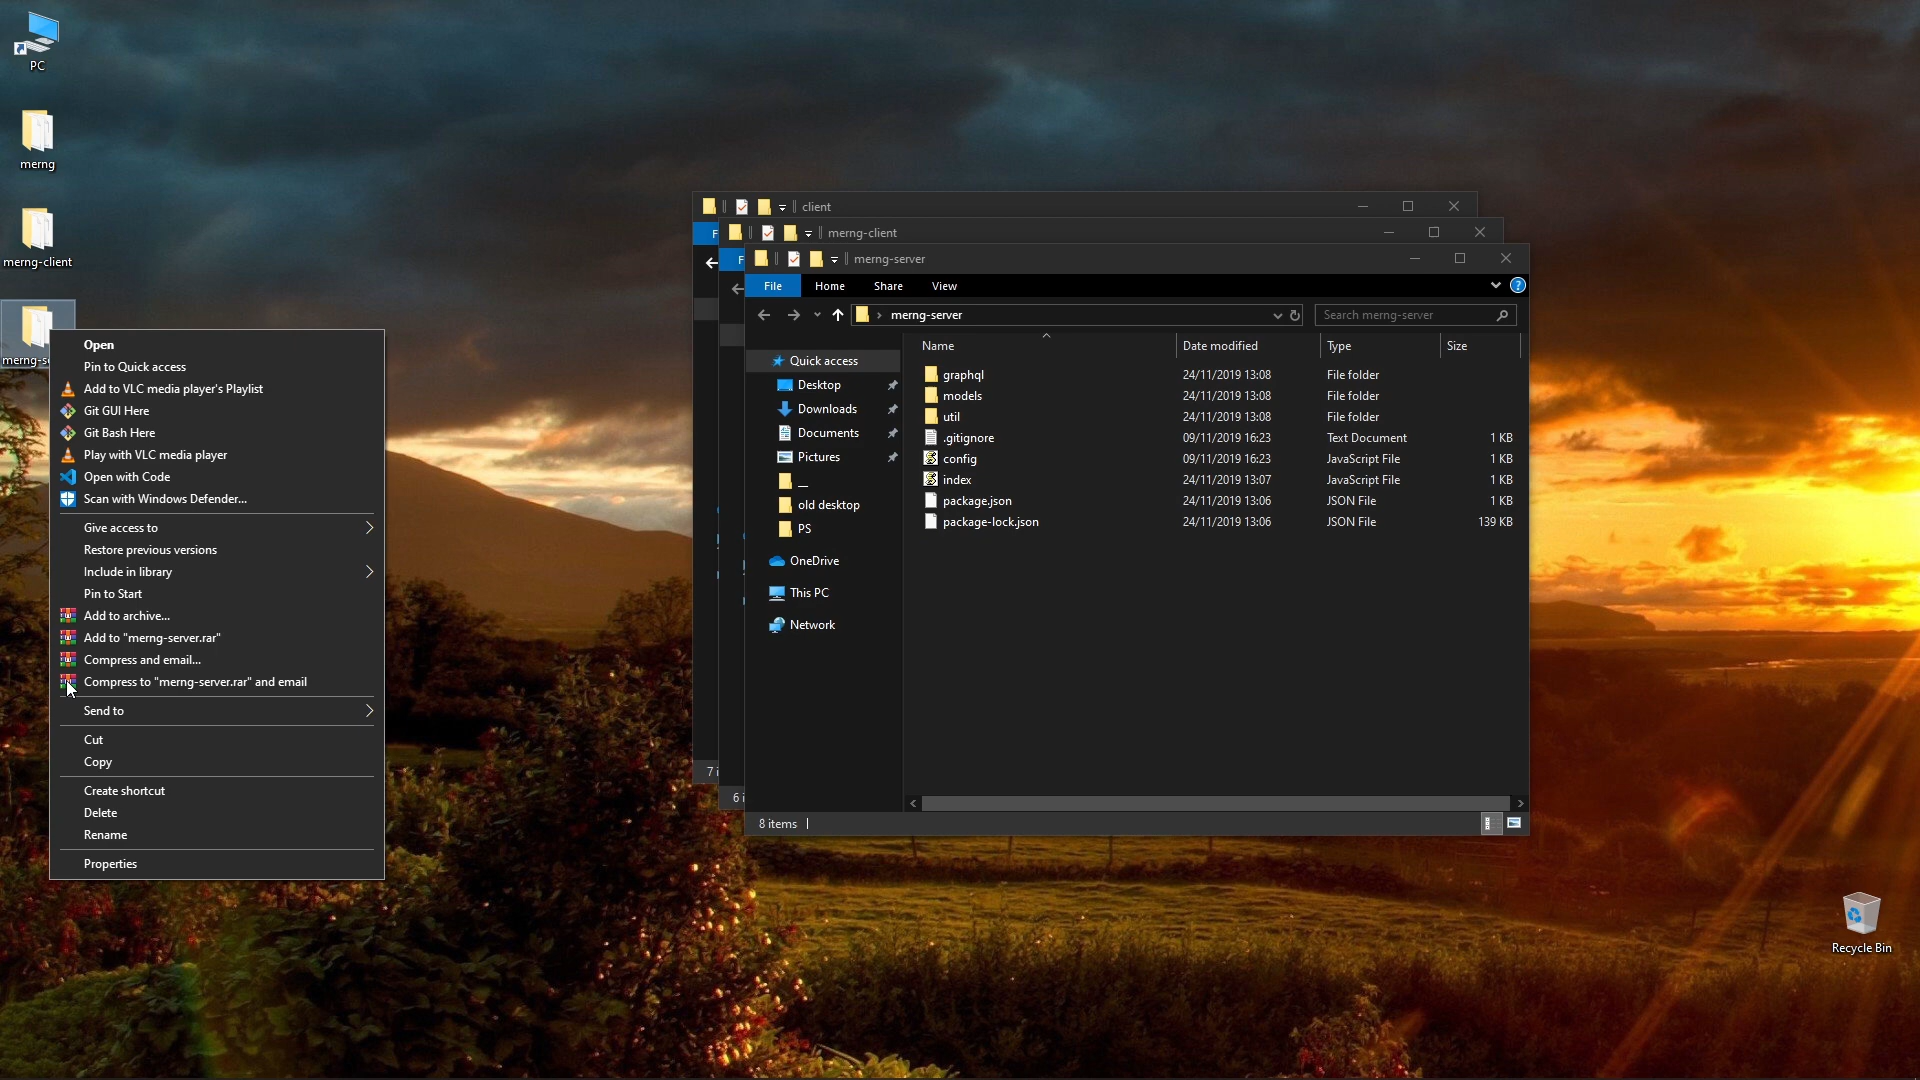 PC
merng
merng-client
merng-s
Open
Pin to Quick access
Add to VLC media player's Playlist
Git GUI Here
Git Bash Here
Play with VLC media player
Open with Code
Scan with Windows Defender...
Give access to
Restore previous versions
Include in library
Pin to Start
Add to archive...
Add to "merng-server.rar"
Compress and email...
Compress to "merng-server.rar" and email
Send to
Cut
Copy
Create shortcut
Delete
Rename
Properties
client
F
7 i
merng-client
F
6 i
merng-server
File Home Share View
merng-server
Search merng-server
Name Date modified Type Size
Quick access
Desktop
Downloads
Documents
Pictures
__
old desktop
PS
OneDrive
This PC
Network
graphql 24/11/2019 13:08 File folder
models 24/11/2019 13:08 File folder
util 24/11/2019 13:08 File folder
.gitignore 09/11/2019 16:23 Text Document 1 KB
config 09/11/2019 16:23 JavaScript File 1 KB
index 24/11/2019 13:07 JavaScript File 1 KB
package.json 24/11/2019 13:06 JSON File 1 KB
package-lock.json 24/11/2019 13:06 JSON File 139 KB
8 items
Recycle Bin